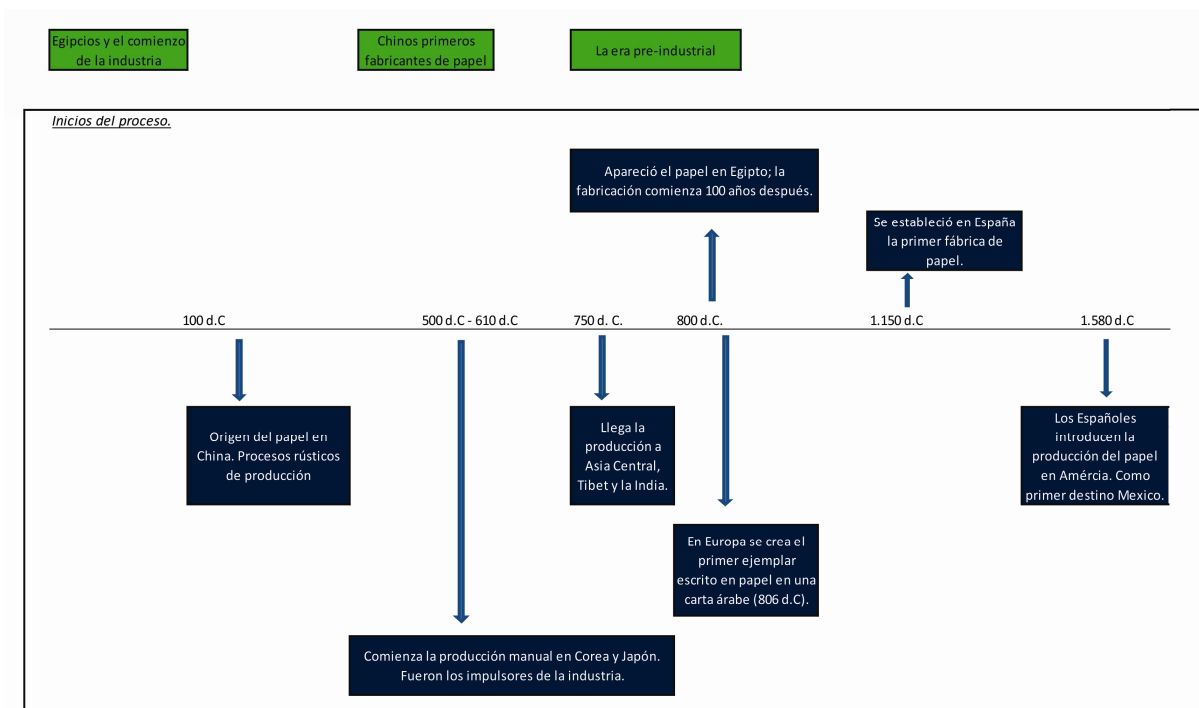 Egipcios y el comienzo
de la industria
Chinos primeros
fabricantes de papel
La era pre-industrial
Inicios del proceso.
Apareció el papel en Egipto; la
fabricación comienza 100 años después.
Se estableció en España
la primer fábrica de
papel.
100 d.C
500 d.C - 610 d.C
750 d. C.
800 d.C.
1.150 d.C
1.580 d.C
Origen del papel en
China. Procesos rústicos
de producción
Llega la
producción a
Asia Central,
Tibet y la India.
Los Españoles
introducen la
producción del papel
en Amércia. Como
primer destino Mexico.
En Europa se crea el
primer ejemplar
escrito en papel en una
carta árabe (806 d.C).
Comienza la producción manual en Corea y Japón.
Fueron los impulsores de la industria.